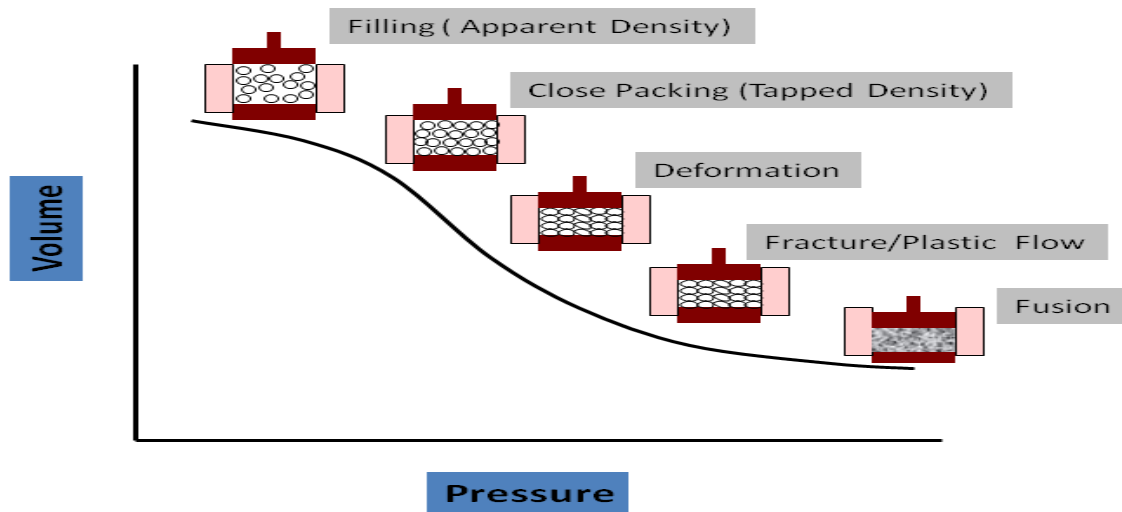 Filling ( Apparent Density)
Close Packing (Tapped Density)
Deformation
Fracture/Plastic Flow
Fusion
Volume
Pressure